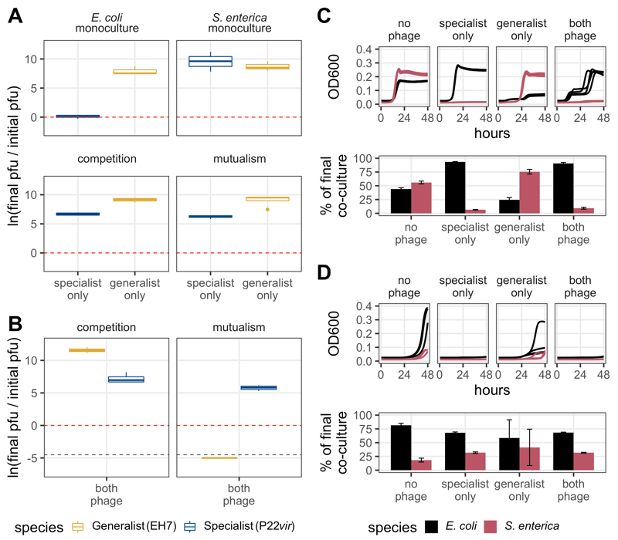 A
E. coli
monoculture
S. enterica
monoculture
10
5
0
competition
mutualism
10
5
0
specialist
only
generalist
only
specialist
only
generalist
only
ln(final pfu / initial pfu)
B
competition
mutualism
10
5
0
-5
both
phage
both
phage
ln(final pfu / initial pfu)
species
Generalist (EH7)
Specialist (P22vir)
C
no
phage
specialist
only
generalist
only
both
phage
OD600
0.4
0.3
0.2
0.1
0.0
0 24 48 0 24 48 0 24 48 0 24 48
hours
% of final
co-culture
100
75
50
25
0
no
phage
specialist
only
generalist
only
both
phage
D
no
phage
specialist
only
generalist
only
both
phage
OD600
0.4
0.3
0.2
0.1
0.0
0 24 48 0 24 48 0 24 48 0 24 48
hours
% of final
co-culture
100
75
50
25
0
no
phage
specialist
only
generalist
only
both
phage
species
E. coli
S. enterica